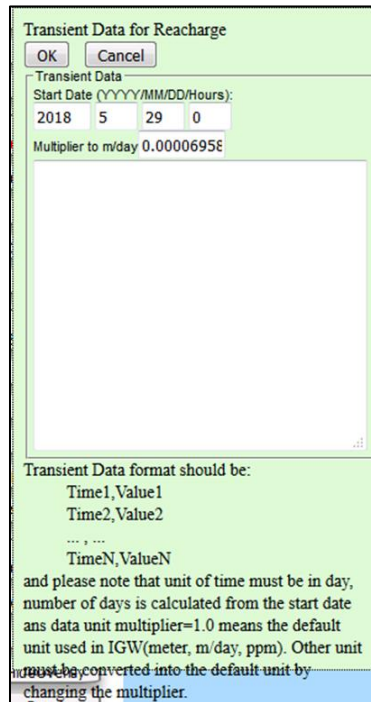 Transient Data for Reacharge
OK Cancel
Transient Data
Start Date (YYYY/MM/DD/Hours):
2018 5 29 0
Multiplier to m/day 0.00006958
Transient Data format should be:
Time1,Value1
Time2,Value2
... , ...
TimeN,ValueN
and please note that unit of time must be in day,
number of days is calculated from the start date
ans data unit multiplier=1.0 means the default
unit used in IGW(meter, m/day, ppm). Other unit
must be converted into the default unit by
changing the multiplier.